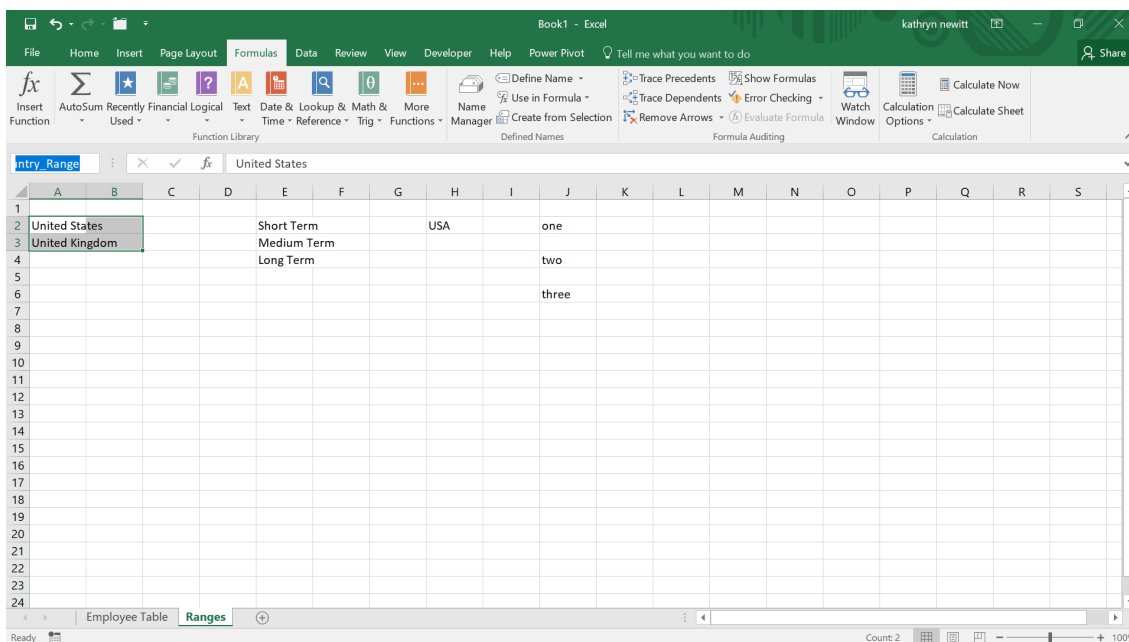 Book1 - Excel
kathryn newitt
File Home Insert Page Layout Formulas Data Review View Developer Help Power Pivot Tell me what you want to do Share
Insert Function
AutoSum
Recently Used
Financial
Logical
Text
Date & Time
Lookup & Reference
Math & Trig
More Functions
Function Library
Name Manager
Define Name
Use in Formula
Create from Selection
Defined Names
Trace Precedents
Trace Dependents
Remove Arrows
Show Formulas
Error Checking
Evaluate Formula
Formula Auditing
Watch Window
Calculation Options
Calculate Now
Calculate Sheet
Calculation
ntry_Range fx United States
A B C D E F G H I J K L M N O P Q R S
1
2 United States Short Term USA one
3 United Kingdom Medium Term
4 Long Term two
5
6 three
7
8
9
10
11
12
13
14
15
16
17
18
19
20
21
22
23
24
Employee Table Ranges
Ready Count: 2 100